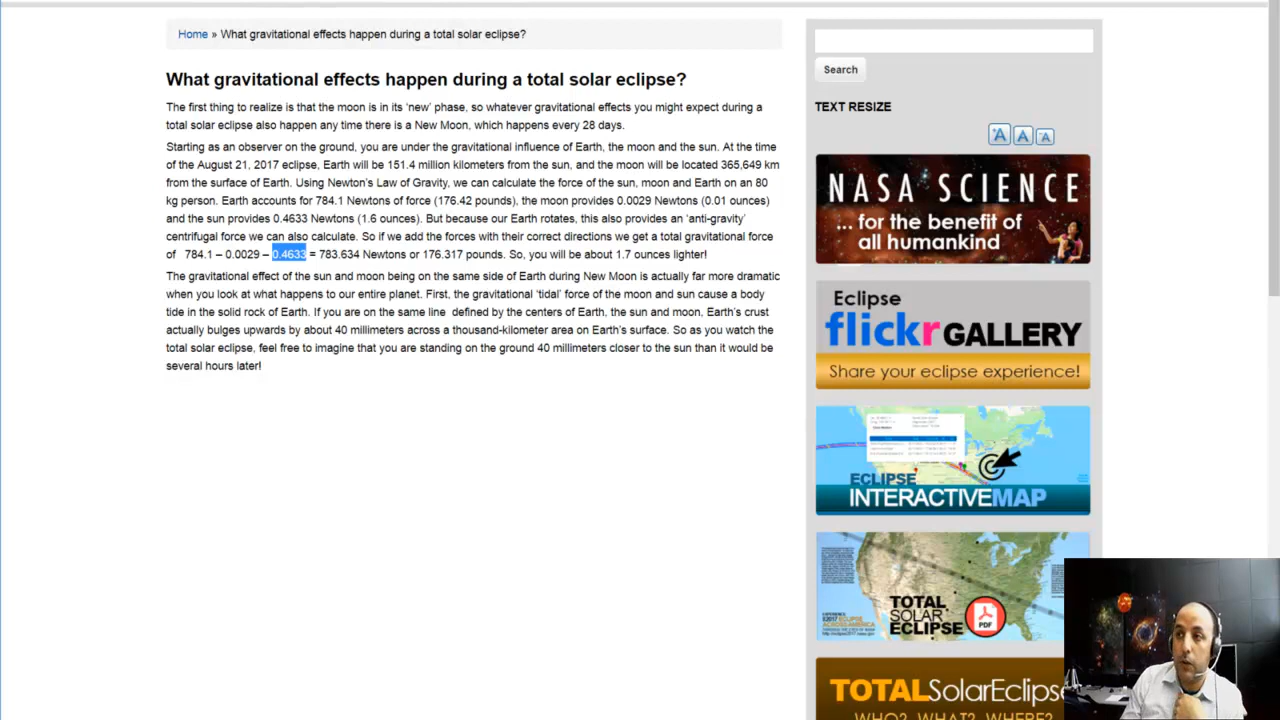 Home » What gravitational effects happen during a total solar eclipse?
What gravitational effects happen during a total solar eclipse?
The first thing to realize is that the moon is in its ‘new’ phase, so whatever gravitational effects you might expect during a
total solar eclipse also happen any time there is a New Moon, which happens every 28 days.
Starting as an observer on the ground, you are under the gravitational influence of Earth, the moon and the sun. At the time
of the August 21, 2017 eclipse, Earth will be 151.4 million kilometers from the sun, and the moon will be located 365,649 km
from the surface of Earth. Using Newton’s Law of Gravity, we can calculate the force of the sun, moon and Earth on an 80
kg person. Earth accounts for 784.1 Newtons of force (176.42 pounds), the moon provides 0.0029 Newtons (0.01 ounces)
and the sun provides 0.4633 Newtons (1.6 ounces). But because our Earth rotates, this also provides an ‘anti-gravity’
centrifugal force we can also calculate. So if we add the forces with their correct directions we get a total gravitational force
of 784.1 – 0.0029 – 0.4633 = 783.634 Newtons or 176.317 pounds. So, you will be about 1.7 ounces lighter!
The gravitational effect of the sun and moon being on the same side of Earth during New Moon is actually far more dramatic
when you look at what happens to our entire planet. First, the gravitational ‘tidal’ force of the moon and sun cause a body
tide in the solid rock of Earth. If you are on the same line defined by the centers of Earth, the sun and moon, Earth’s crust
actually bulges upwards by about 40 millimeters across a thousand-kilometer area on Earth’s surface. So as you watch the
total solar eclipse, feel free to imagine that you are standing on the ground 40 millimeters closer to the sun than it would be
several hours later!
Search
TEXT RESIZE
A A A
NASA SCIENCE
... for the benefit of
all humankind
Eclipse
flickr GALLERY
Share your eclipse experience!
ECLIPSE
INTERACTIVEMAP
TOTAL
SOLAR
ECLIPSE
PDF
TOTALSolarEclipse
WHO? WHAT? WHERE?